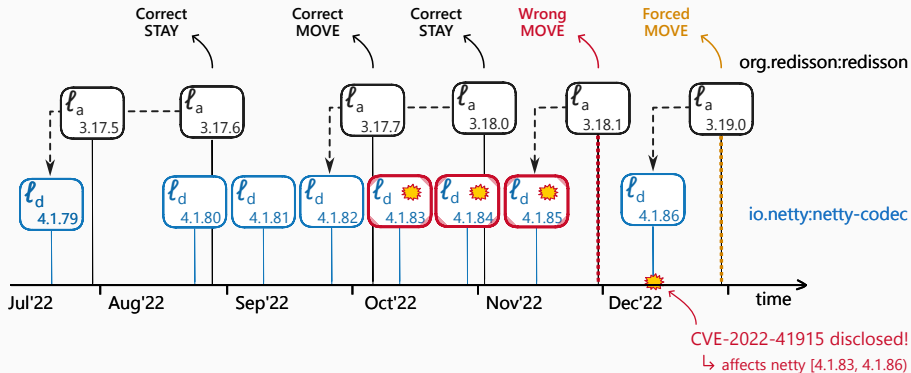 Correct
STAY
Correct
MOVE
Correct
STAY
Wrong
MOVE
Forced
MOVE
org.redisson:redisson
ℓa
3.17.5
ℓa
3.17.6
ℓa
3.17.7
ℓa
3.18.0
ℓa
3.18.1
ℓa
3.19.0
ℓd
4.1.79
ℓd
4.1.80
ℓd
4.1.81
ℓd
4.1.82
ℓd
4.1.83
ℓd
4.1.84
ℓd
4.1.85
ℓd
4.1.86
io.netty:netty-codec
Jul'22
Aug'22
Sep'22
Oct'22
Nov'22
Dec'22
time
CVE-2022-41915 disclosed!
↳ affects netty [4.1.83, 4.1.86)